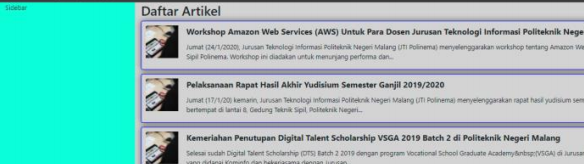 Sidebar
Daftar Artikel
Workshop Amazon Web Services (AWS) Untuk Para Dosen Jurusan Teknologi Informasi Politeknik Nege
Jumat (24/1/2020), Jurusan Teknologi Informasi Politeknik Negeri Malang (JTI Polinema) menyelenggarakan workshop tentang Amazon We
Sipil Polinema. Workshop ini diadakan untuk menunjang performa dan...
Pelaksanaan Rapat Hasil Akhir Yudisium Semester Ganjil 2019/2020
Jumat (17/1/20) kemarin, Jurusan Teknologi Informasi Politeknik Negeri Malang (JTI Polinema) menyelenggarakan rapat hasil yudisium sem
bertempat di lantai 8, Gedung Teknik Sipil, Politeknik Negeri...
Kemeriahan Penutupan Digital Talent Scholarship VSGA 2019 Batch 2 di Politeknik Negeri Malang
Selesai sudah Digital Talent Scholarship (DTS) Batch 2 2019 dengan program Vocational School Graduate Academy&nbsp;(VSGA) di Jurusan
yang didanai Kominfo dan bekerjasama dengan Jurusan